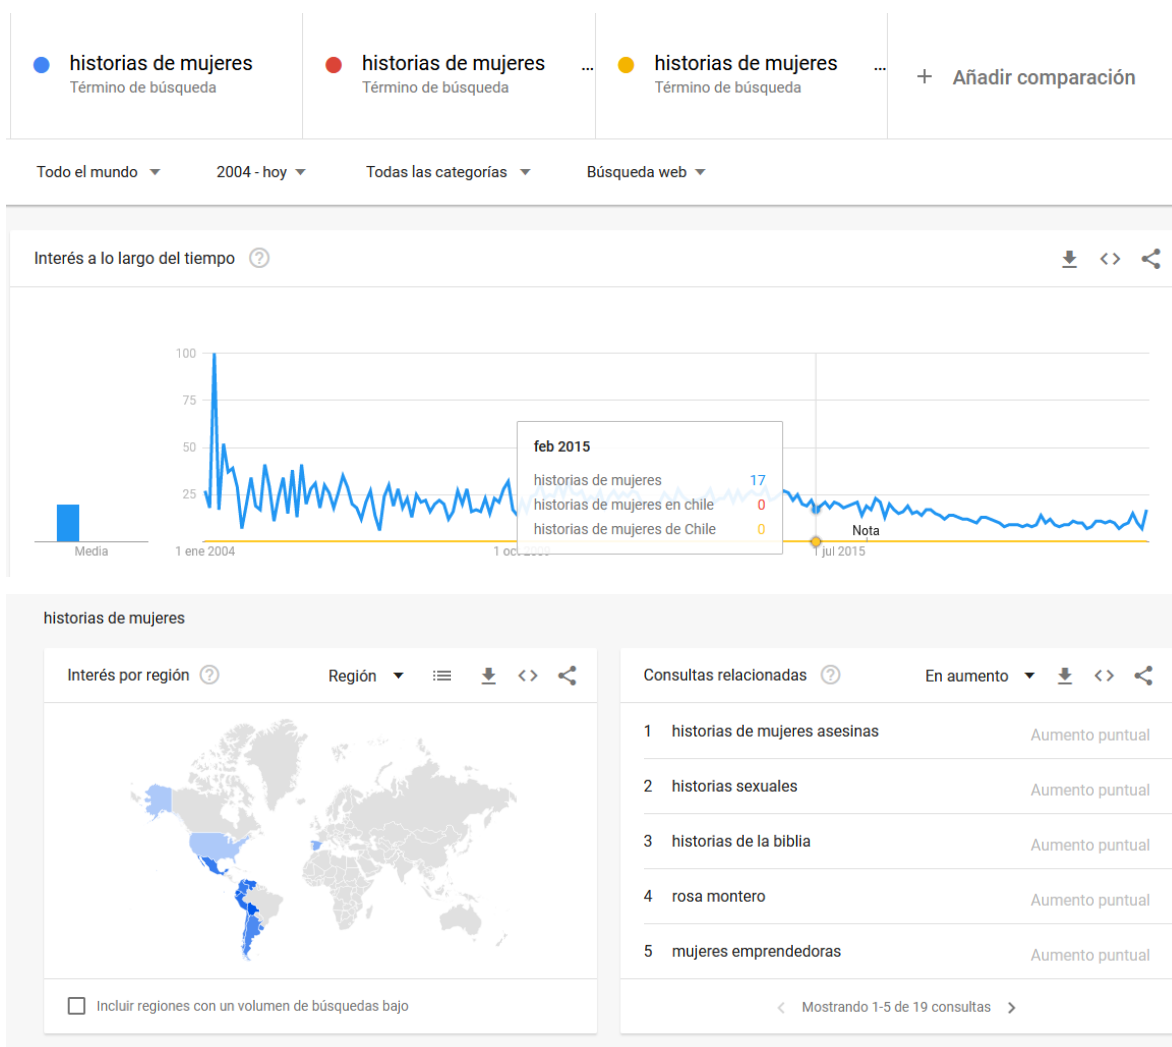 historias de mujeres
Término de búsqueda
historias de mujeres ...
Término de búsqueda
historias de mujeres ...
Término de búsqueda
+ Añadir comparación
Todo el mundo
2004 - hoy
Todas las categorías
Búsqueda web
Interés a lo largo del tiempo ?
100
75
50
25
feb 2015
historias de mujeres 17
historias de mujeres en chile 0
historias de mujeres de Chile 0
Nota
Media
1 ene 2004
1 oct
1 jul 2015
historias de mujeres
Interés por región ?
Región
Incluir regiones con un volumen de búsquedas bajo
Consultas relacionadas ?
En aumento
1 historias de mujeres asesinas Aumento puntual
2 historias sexuales Aumento puntual
3 historias de la biblia Aumento puntual
4 rosa montero Aumento puntual
5 mujeres emprendedoras Aumento puntual
Mostrando 1-5 de 19 consultas